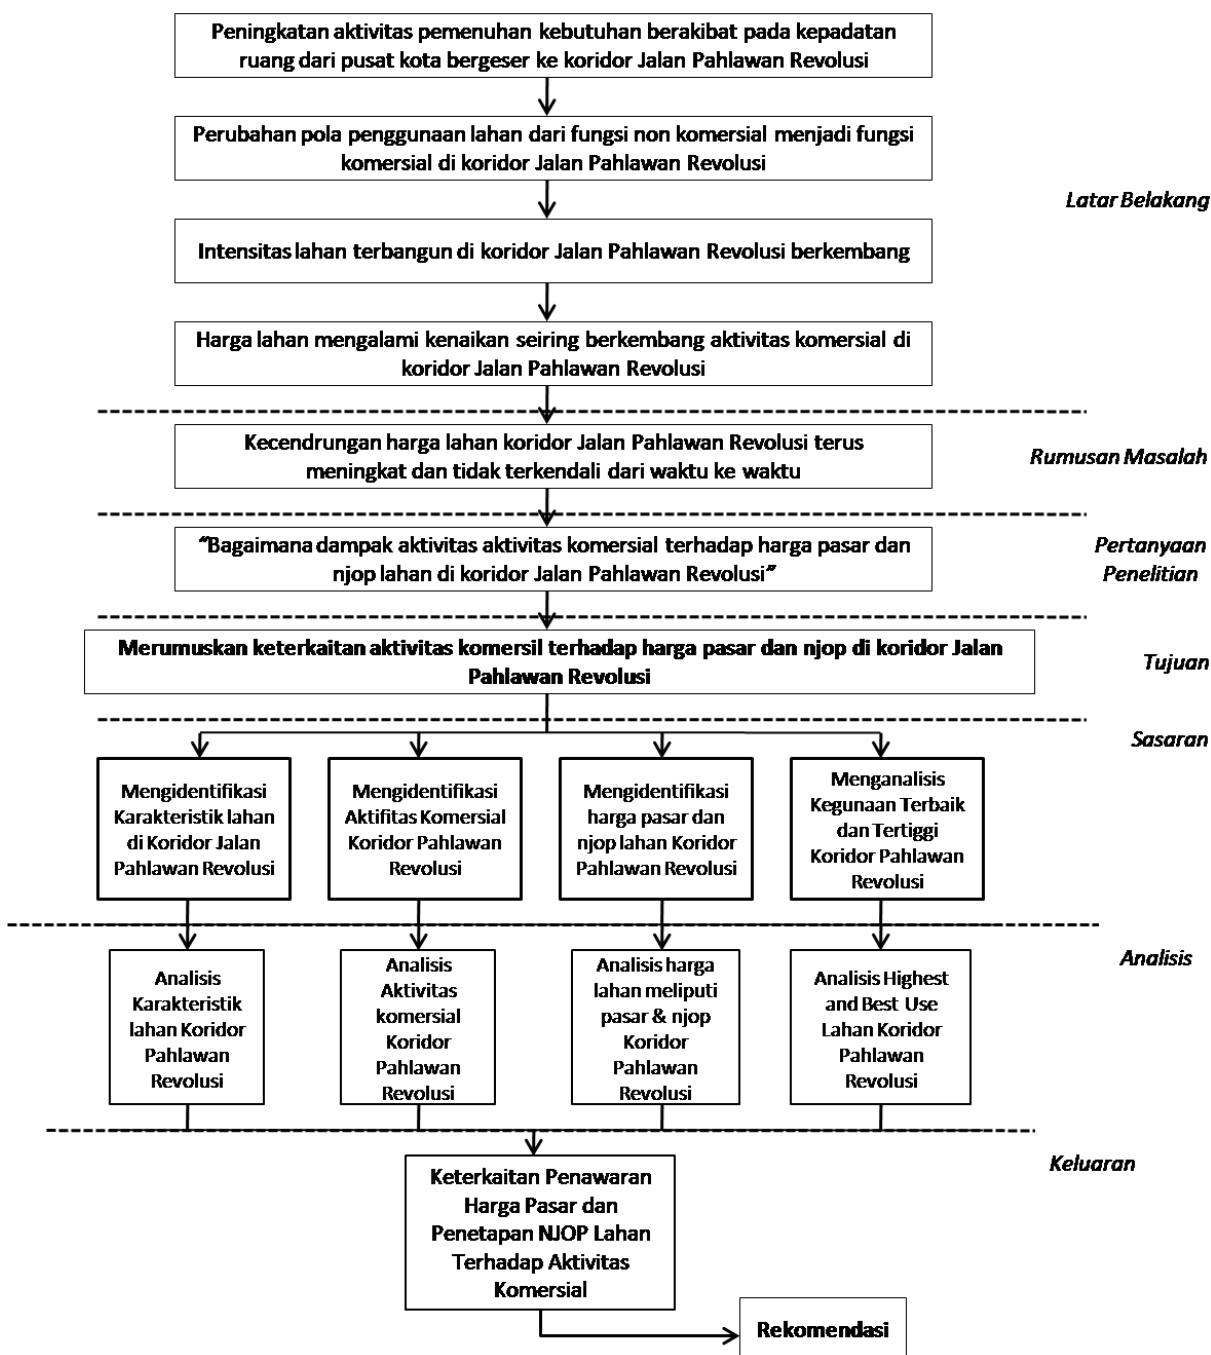 Peningkatan aktivitas pemenuhan kebutuhan berakibat pada kepadatan
ruang dari pusat kota bergeser ke koridor Jalan Pahlawan Revolusi
Perubahan pola penggunaan lahan dari fungsi non komersial menjadi fungsi
komersial di koridor Jalan Pahlawan Revolusi
Latar Belakang
Intensitas lahan terbangun di koridor Jalan Pahlawan Revolusi berkembang
Harga lahan mengalami kenaikan seiring berkembang aktivitas komersial di
koridor Jalan Pahlawan Revolusi
Kecendrungan harga lahan koridor Jalan Pahlawan Revolusi terus
meningkat dan tidak terkendali dari waktu ke waktu
Rumusan Masalah
"Bagaimana dampak aktivitas aktivitas komersial terhadap harga pasar dan
njop lahan di koridor Jalan Pahlawan Revolusi"
Pertanyaan
Penelitian
Merumuskan keterkaitan aktivitas komersil terhadap harga pasar dan njop di koridor Jalan
Pahlawan Revolusi
Tujuan
Sasaran
Mengidentifikasi
Karakteristik lahan
di Koridor Jalan
Pahlawan Revolusi
Mengidentifikasi
Aktifitas Komersial
Koridor Pahlawan
Revolusi
Mengidentifikasi
harga pasar dan
njop lahan Koridor
Pahlawan Revolusi
Menganalisis
Kegunaan Terbaik
dan Tertiggi
Koridor Pahlawan
Revolusi
Analisis
Analisis
Karakteristik
lahan Koridor
Pahlawan
Revolusi
Analisis
Aktivitas
komersial
Koridor
Pahlawan
Revolusi
Analisis harga
lahan meliputi
pasar & njop
Koridor
Pahlawan
Revolusi
Analisis Highest
and Best Use
Lahan Koridor
Pahlawan
Revolusi
Keluaran
Keterkaitan Penawaran
Harga Pasar dan
Penetapan NJOP Lahan
Terhadap Aktivitas
Komersial
Rekomendasi